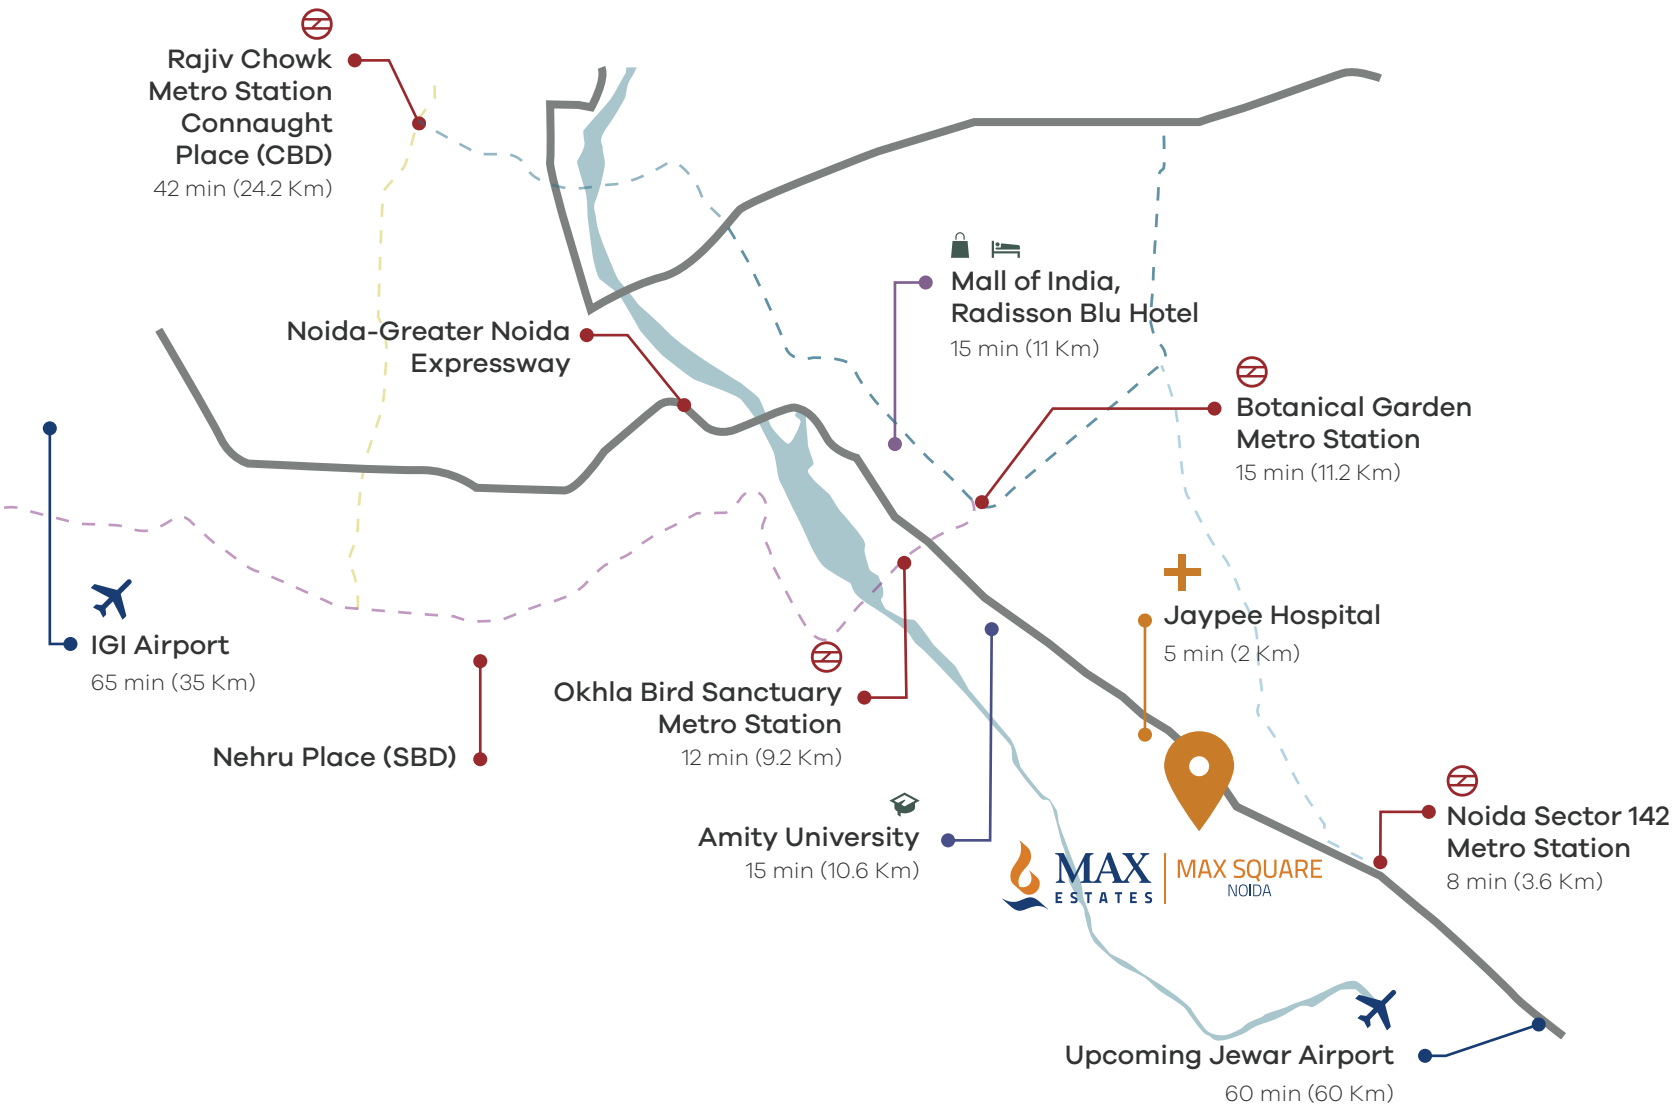 Rajiv Chowk
Metro Station
Connaught
Place (CBD)
42 min (24.2 Km)
Mall of India,
Radisson Blu Hotel
15 min (11 Km)
Noida-Greater Noida
Expressway
Botanical Garden
Metro Station
15 min (11.2 Km)
IGI Airport
65 min (35 Km)
Jaypee Hospital
5 min (2 Km)
Okhla Bird Sanctuary
Metro Station
12 min (9.2 Km)
Nehru Place (SBD)
Amity University
15 min (10.6 Km)
Noida Sector 142
Metro Station
8 min (3.6 Km)
MAX
ESTATES
MAX SQUARE
NOIDA
Upcoming Jewar Airport
60 min (60 Km)